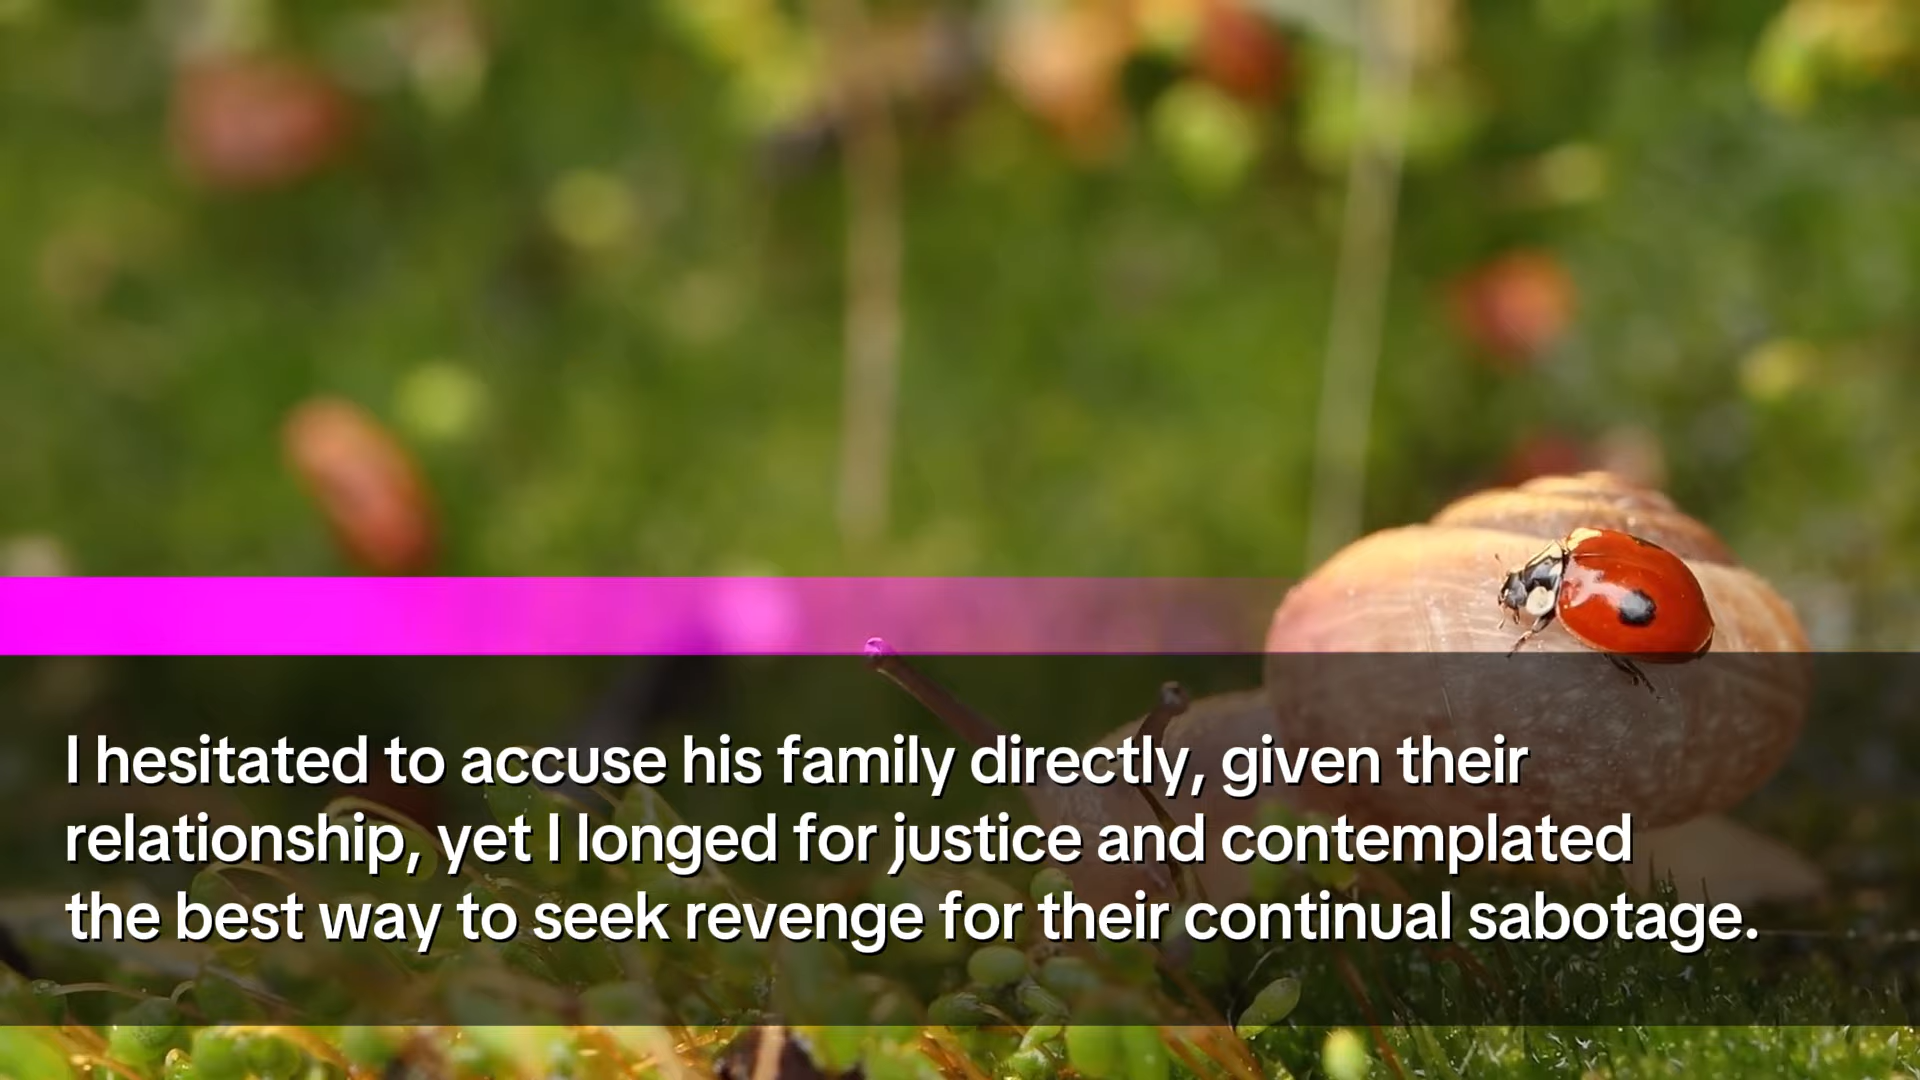 I hesitated to accuse his family directly, given their
relationship, yet I longed for justice and contemplated
the best way to seek revenge for their continual sabotage.